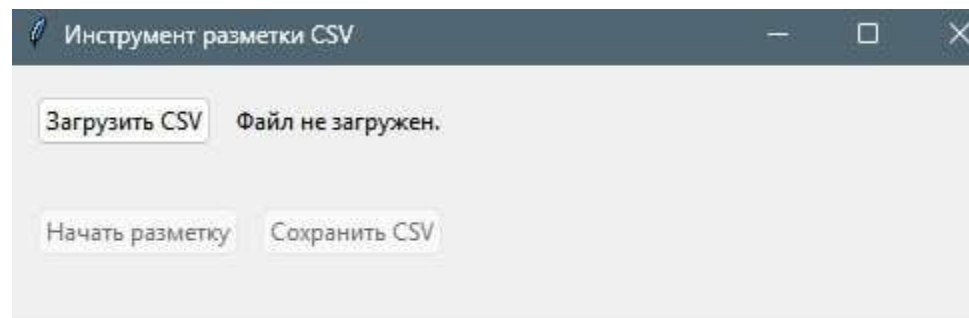 Инструмент разметки CSV
Загрузить CSV Файл не загружен.
Начать разметку Сохранить CSV